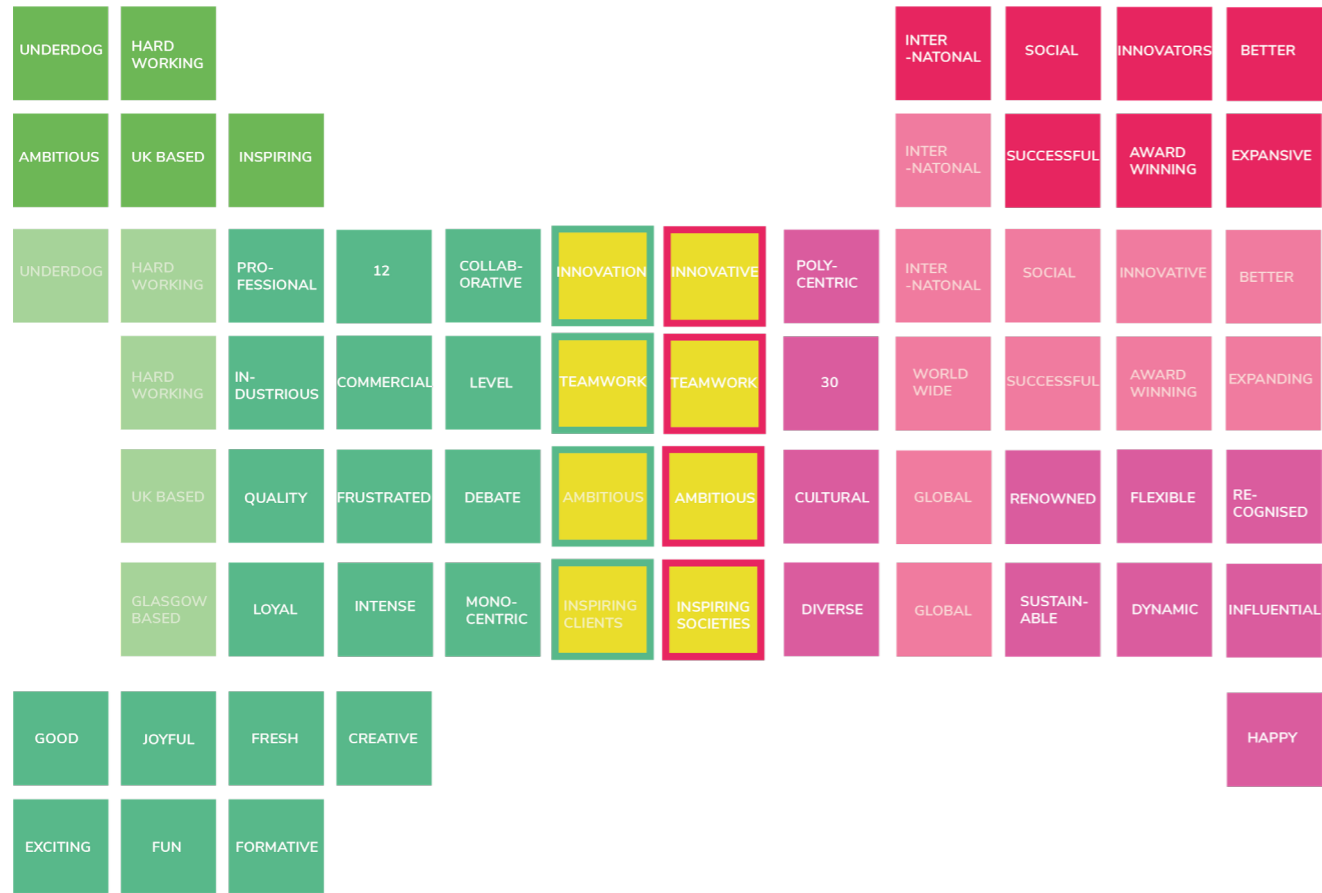 UNDERDOG
HARD
WORKING
INTER
-NATONAL
SOCIAL
INNOVATORS
BETTER
AMBITIOUS
UK BASED
INSPIRING
INTER
-NATONAL
SUCCESSFUL
AWARD
WINNING
EXPANSIVE
UNDERDOG
HARD
WORKING
PRO-
FESSIONAL
12
COLLAB-
ORATIVE
INNOVATION
INNOVATIVE
POLY-
CENTRIC
INTER
-NATONAL
SOCIAL
INNOVATIVE
BETTER
HARD
WORKING
IN-
DUSTRIOUS
COMMERCIAL
LEVEL
TEAMWORK
TEAMWORK
30
WORLD
WIDE
SUCCESSFUL
AWARD
WINNING
EXPANDING
UK BASED
QUALITY
FRUSTRATED
DEBATE
AMBITIOUS
AMBITIOUS
CULTURAL
GLOBAL
RENOWNED
FLEXIBLE
RE-
COGNISED
GLASGOW
BASED
LOYAL
INTENSE
MONO-
CENTRIC
INSPIRING
CLIENTS
INSPIRING
SOCIETIES
DIVERSE
GLOBAL
SUSTAIN-
ABLE
DYNAMIC
INFLUENTIAL
GOOD
JOYFUL
FRESH
CREATIVE
HAPPY
EXCITING
FUN
FORMATIVE